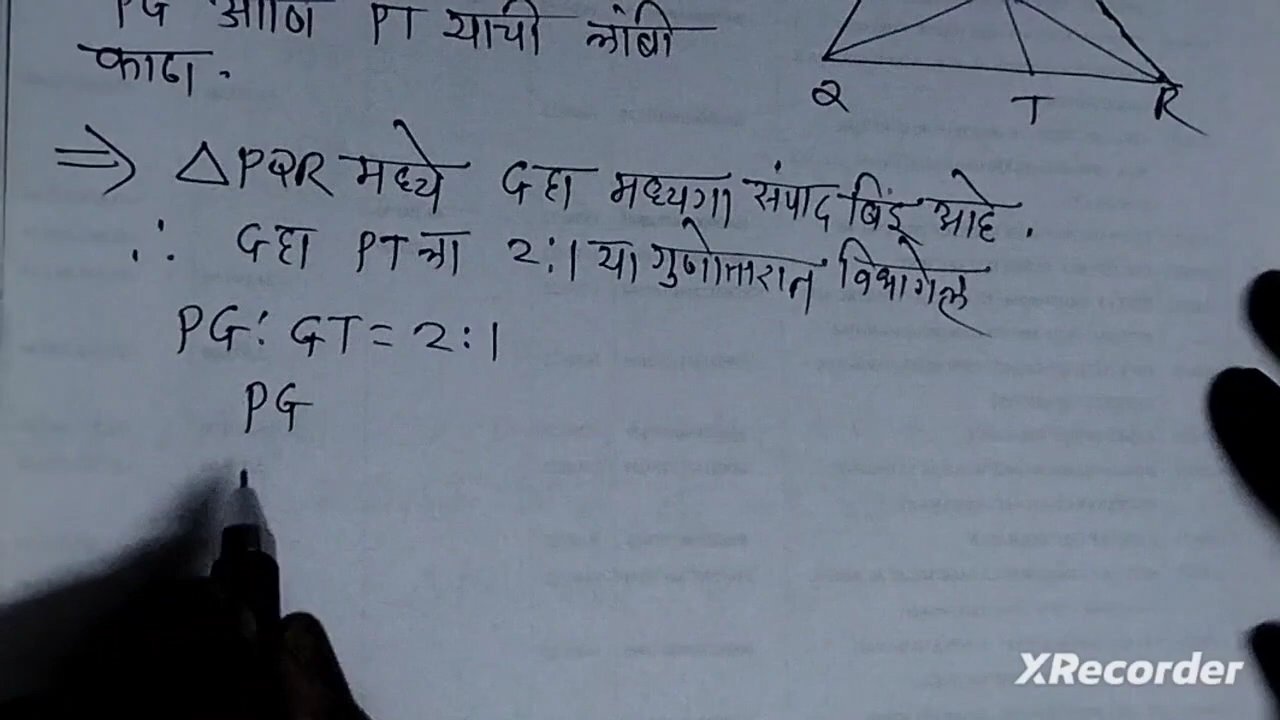 PG आणि PT याची लांबी
काढा.
Q T R
⇒ △PQR मध्ये G हा मध्यगा संपात बिंदू आहे.
∴ G हा PT ला 2:1 या गुणोत्तरात विभागेल
PG : GT = 2:1
PG
XRecorder